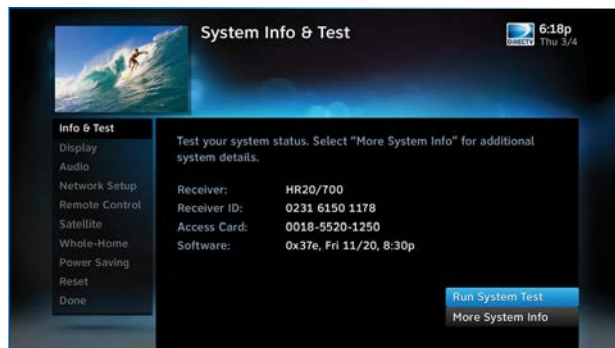 System Info & Test
DIRECTV
6:18p
Thu 3/4
Info & Test
Display
Audio
Network Setup
Remote Control
Satellite
Whole-Home
Power Saving
Reset
Done
Test your system status. Select "More System Info" for additional
system details.
Receiver: HR20/700
Receiver ID: 0231 6150 1178
Access Card: 0018-5520-1250
Software: 0x37e, Fri 11/20, 8:30p
Run System Test
More System Info